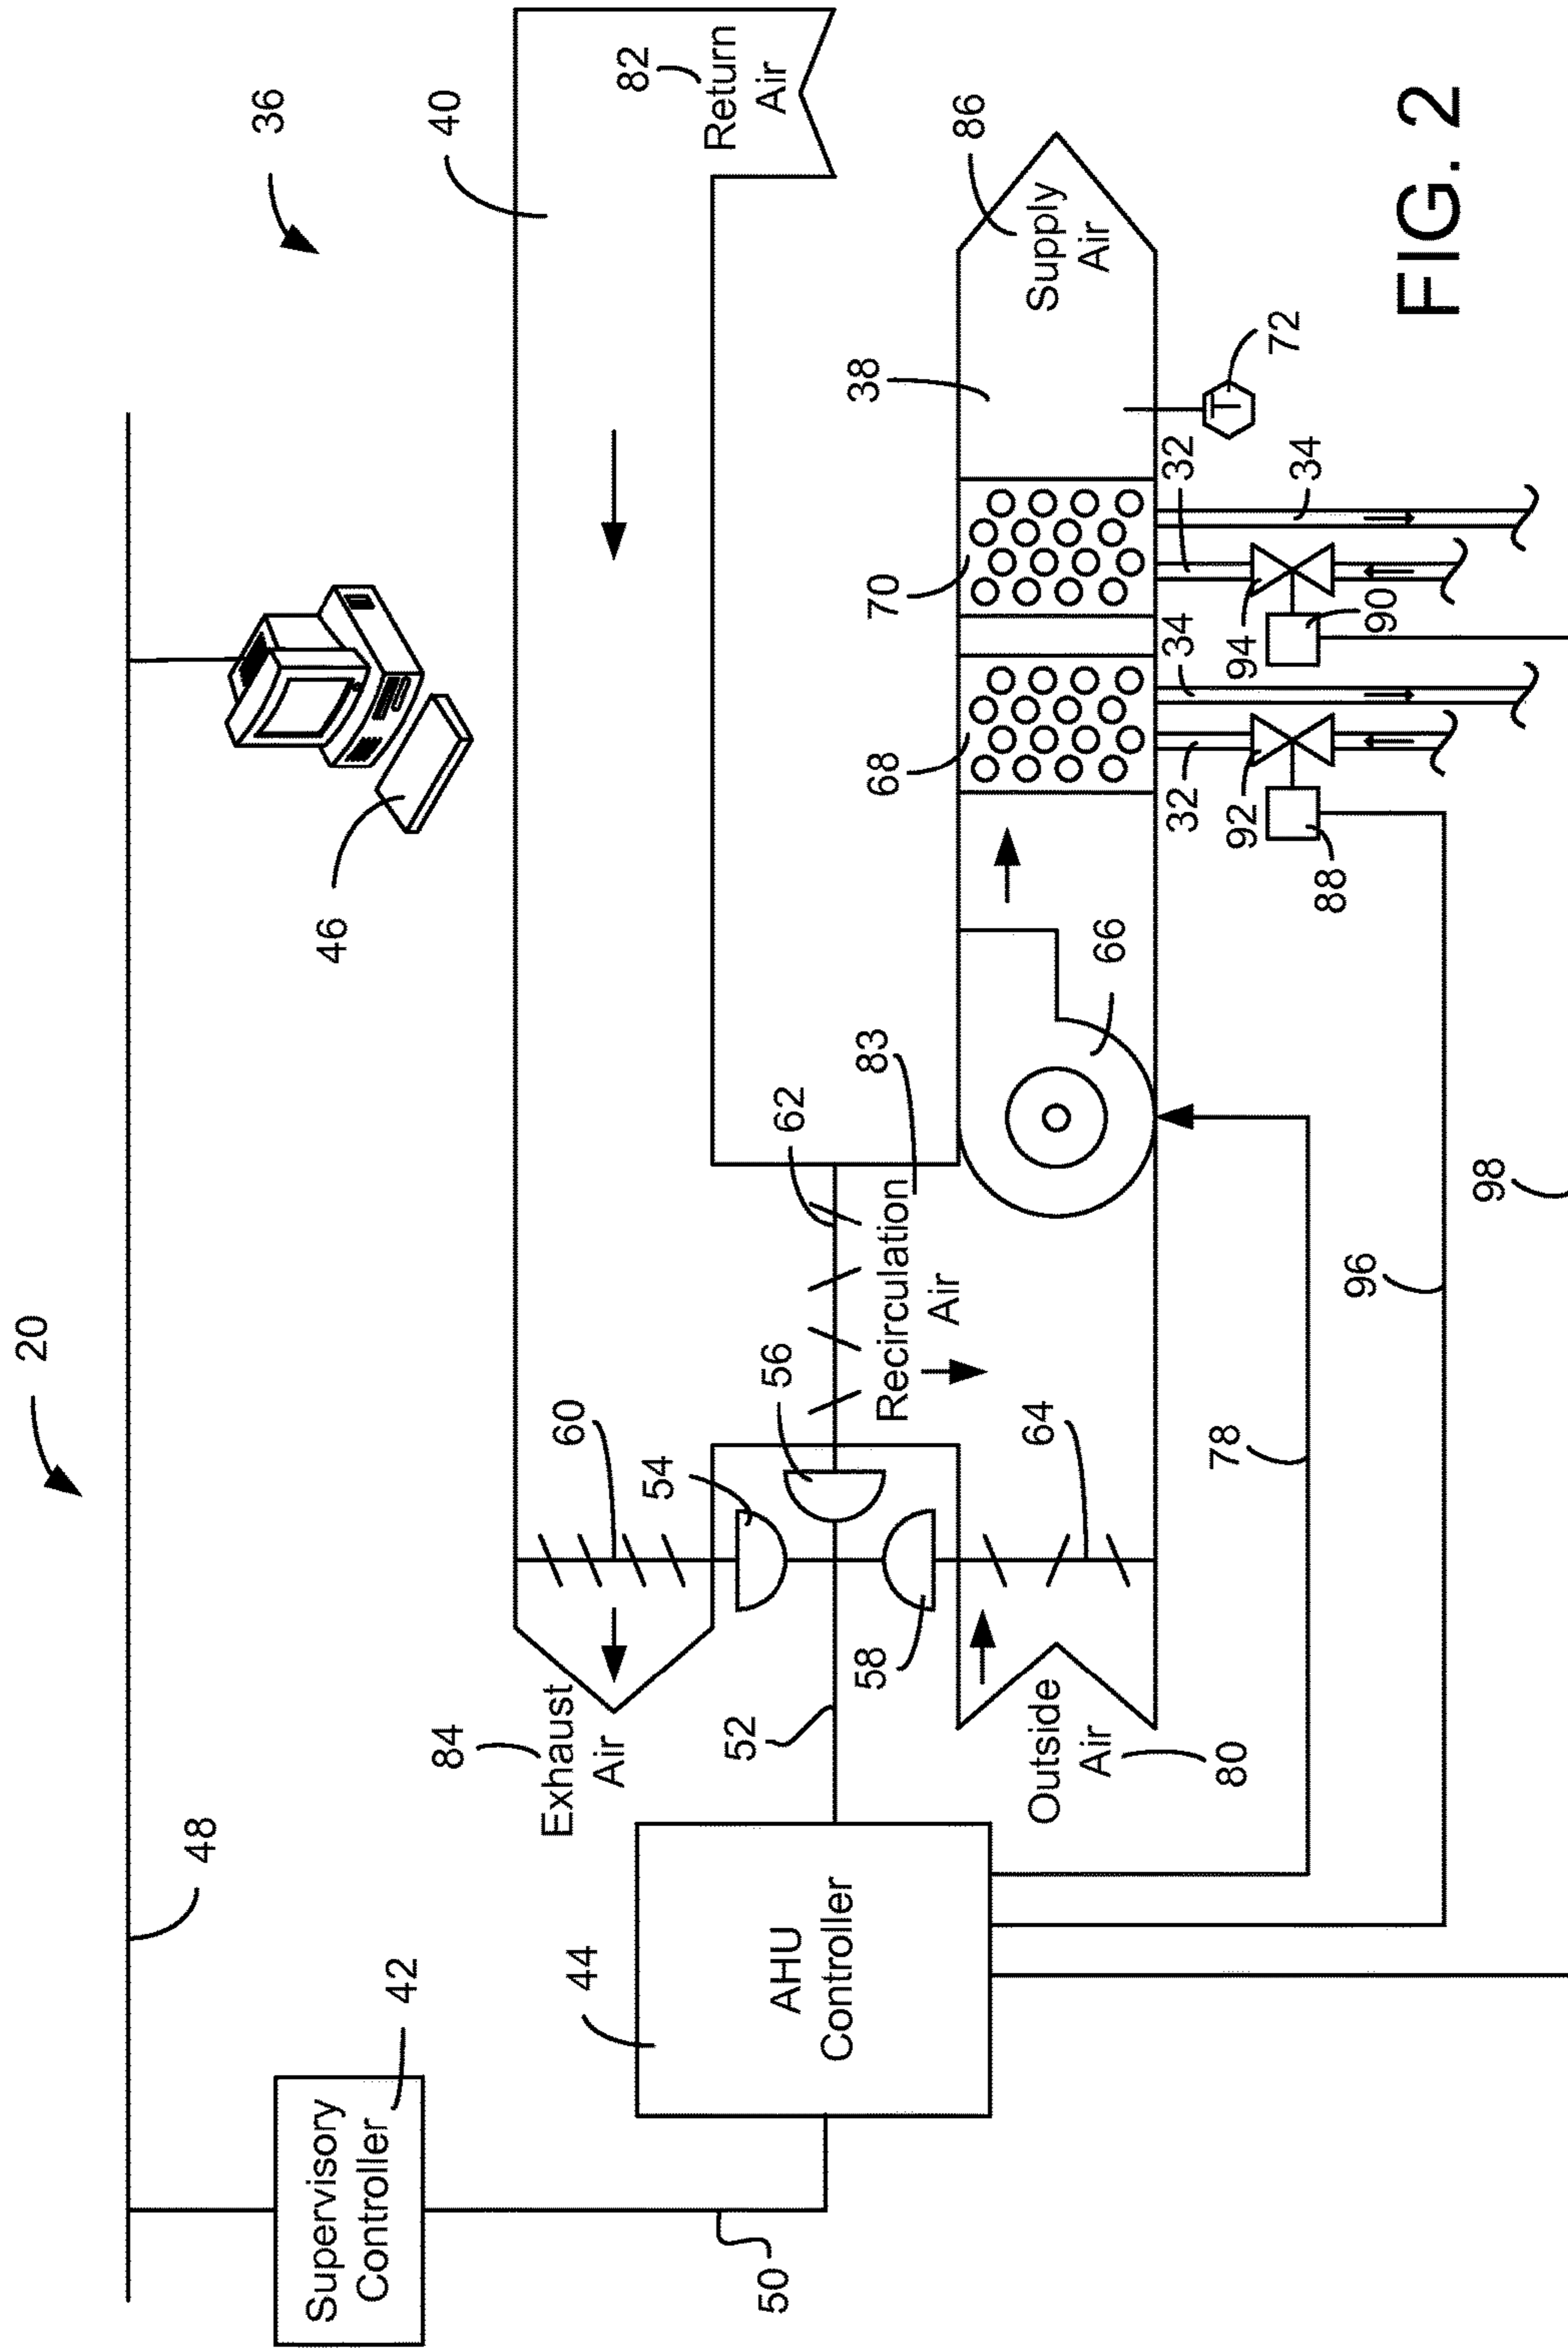 20
48
36
Supervisory
Controller
42
46
40
50
44
84
Exhaust
Air
60
54
82
Return
Air
52
56
62
AHU
Controller
58
83
Recirculation
Air
68
70
38
86
Outside
Air
64
66
Supply
Air
80
78
32
34
32
34
92
94
T
72
88
90
96
98
FIG. 2